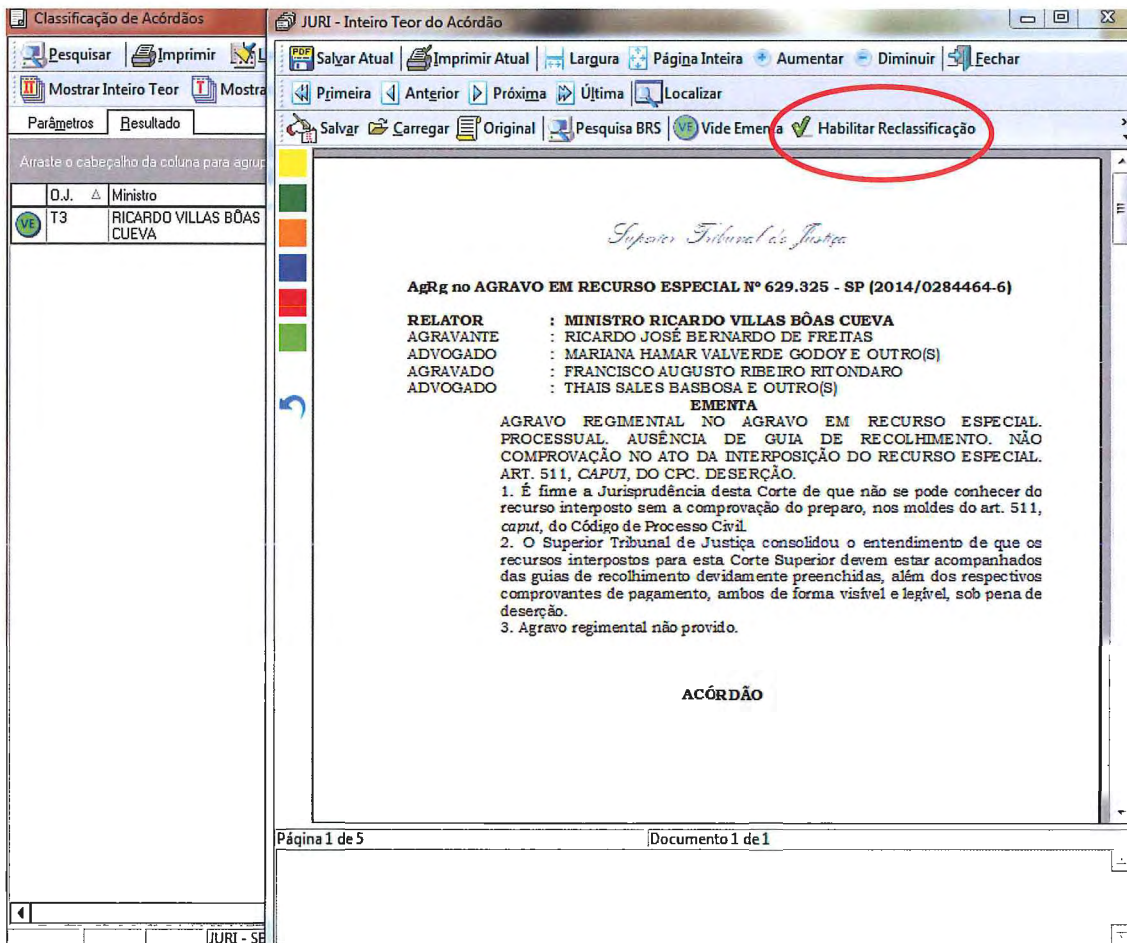 Classificação de Acórdãos
Pesquisar Imprimir L
Mostrar Inteiro Teor Mostra
Parâmetros Resultado
Arraste o cabeçalho da coluna para agrup
O.J. Ministro
VE T3 RICARDO VILLAS BÔAS
CUEVA
JURI - SE
JURI - Inteiro Teor do Acórdão
PDF Salvar Atual Imprimir Atual Largura Página Inteira Aumentar Diminuir Fechar
Primeira Anterior Próxima Última Localizar
Salvar Carregar Original Pesquisa BRS VE Vide Ementa Habilitar Reclassificação
Superior Tribunal de Justiça
AgRg no AGRAVO EM RECURSO ESPECIAL Nº 629.325 - SP (2014/0284464-6)
RELATOR : MINISTRO RICARDO VILLAS BÔAS CUEVA
AGRAVANTE : RICARDO JOSÉ BERNARDO DE FREITAS
ADVOGADO : MARIANA HAMAR VALVERDE GODOY E OUTRO(S)
AGRAVADO : FRANCISCO AUGUSTO RIBEIRO RITONDARO
ADVOGADO : THAIS SALES BASBOSA E OUTRO(S)
EMENTA
AGRAVO REGIMENTAL NO AGRAVO EM RECURSO ESPECIAL.
PROCESSUAL. AUSÊNCIA DE GUIA DE RECOLHIMENTO. NÃO
COMPROVAÇÃO NO ATO DA INTERPOSIÇÃO DO RECURSO ESPECIAL.
ART. 511, CAPUT, DO CPC. DESERÇÃO.
1. É firme a Jurisprudência desta Corte de que não se pode conhecer do
recurso interposto sem a comprovação do preparo, nos moldes do art. 511,
caput, do Código de Processo Civil.
2. O Superior Tribunal de Justiça consolidou o entendimento de que os
recursos interpostos para esta Corte Superior devem estar acompanhados
das guias de recolhimento devidamente preenchidas, além dos respectivos
comprovantes de pagamento, ambos de forma visível e legível, sob pena de
deserção.
3. Agravo regimental não provido.
ACÓRDÃO
Página 1 de 5 Documento 1 de 1